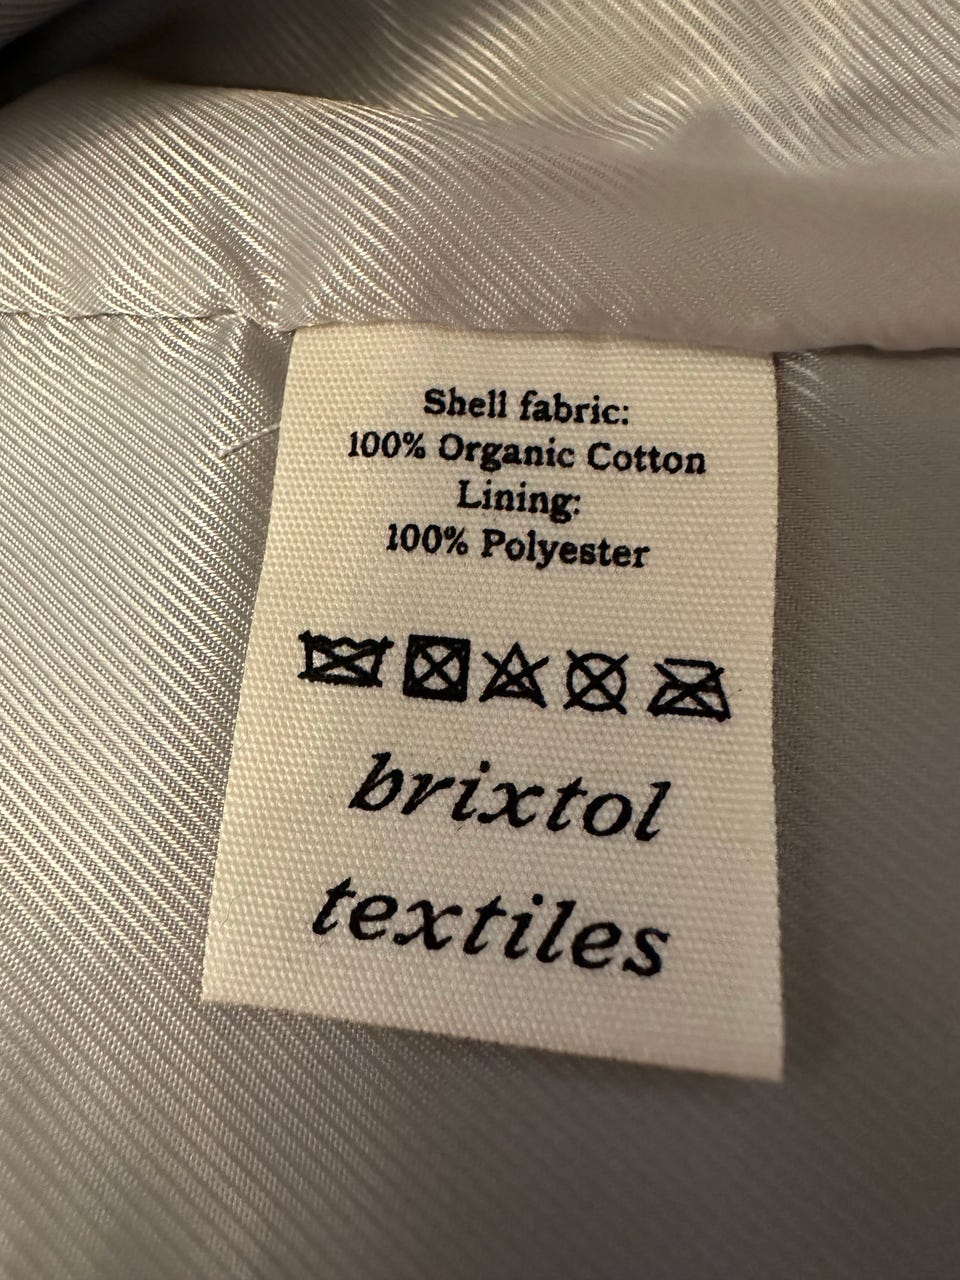 Shell fabric:
100% Organic Cotton
Lining:
100% Polyester
brixtol
textiles